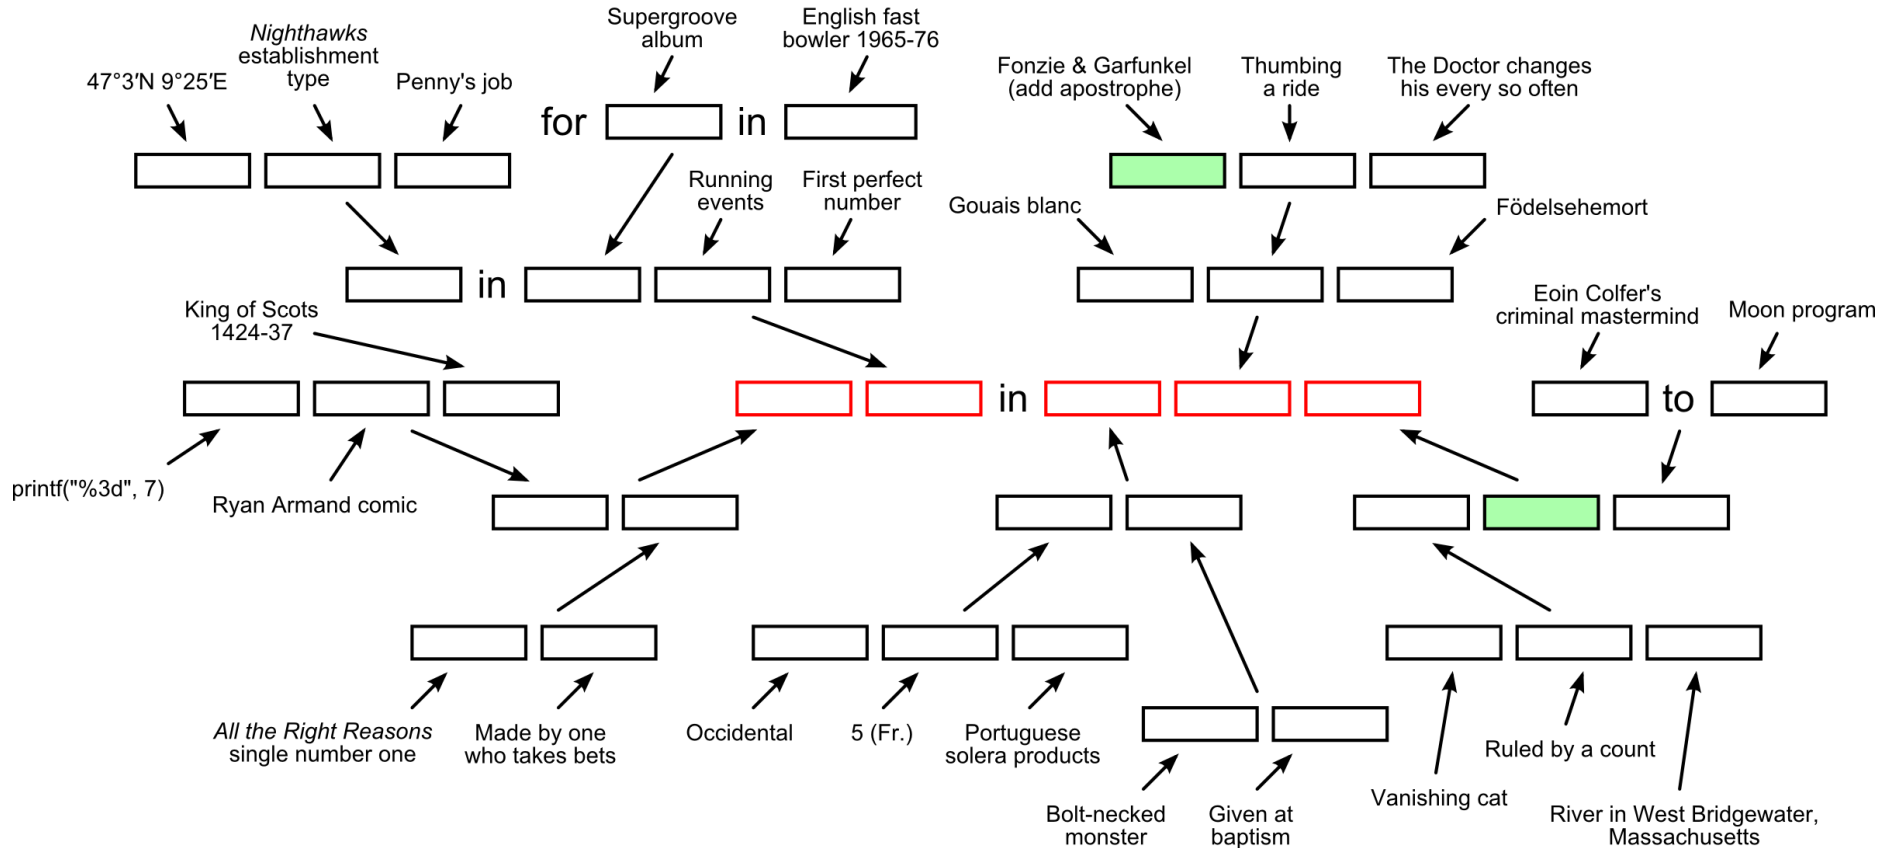 Supergroove
album
English fast
bowler 1965-76
Nighthawks
establishment
type
47°3′N 9°25′E
Penny's job
Fonzie & Garfunkel
(add apostrophe)
Thumbing
a ride
The Doctor changes
his every so often
for
in
Running
events
First perfect
number
Gouais blanc
Födelsehemort
in
King of Scots
1424-37
Eoin Colfer's
criminal mastermind
Moon program
in
to
printf("%3d", 7)
Ryan Armand comic
All the Right Reasons
single number one
Made by one
who takes bets
Occidental
5 (Fr.)
Portuguese
solera products
Ruled by a count
Vanishing cat
Bolt-necked
monster
Given at
baptism
River in West Bridgewater,
Massachusetts